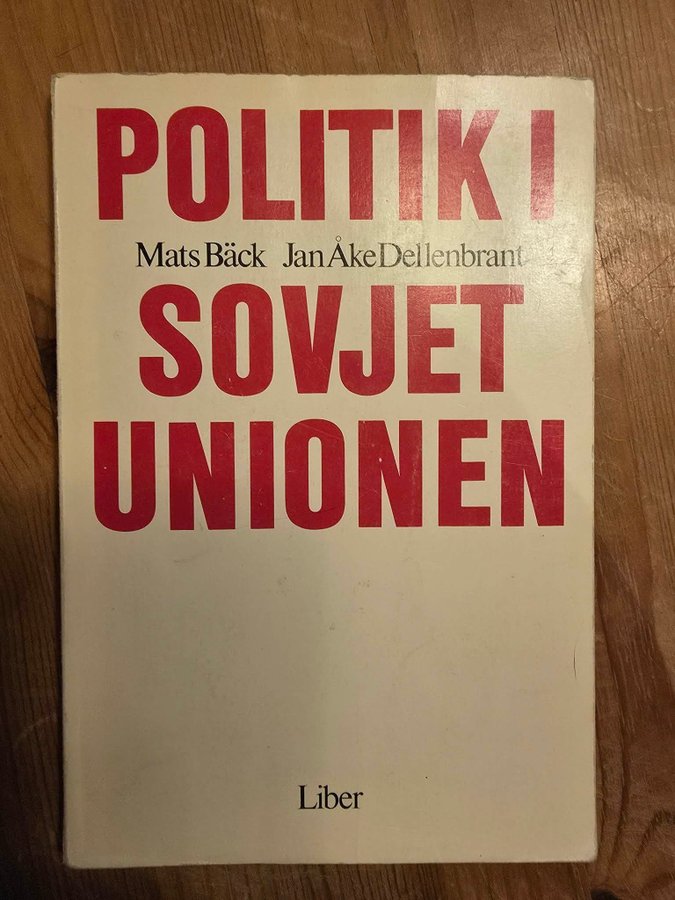 POLITIK I
Mats Bäck Jan Åke Dellenbrant
SOVJET
UNIONEN
Liber